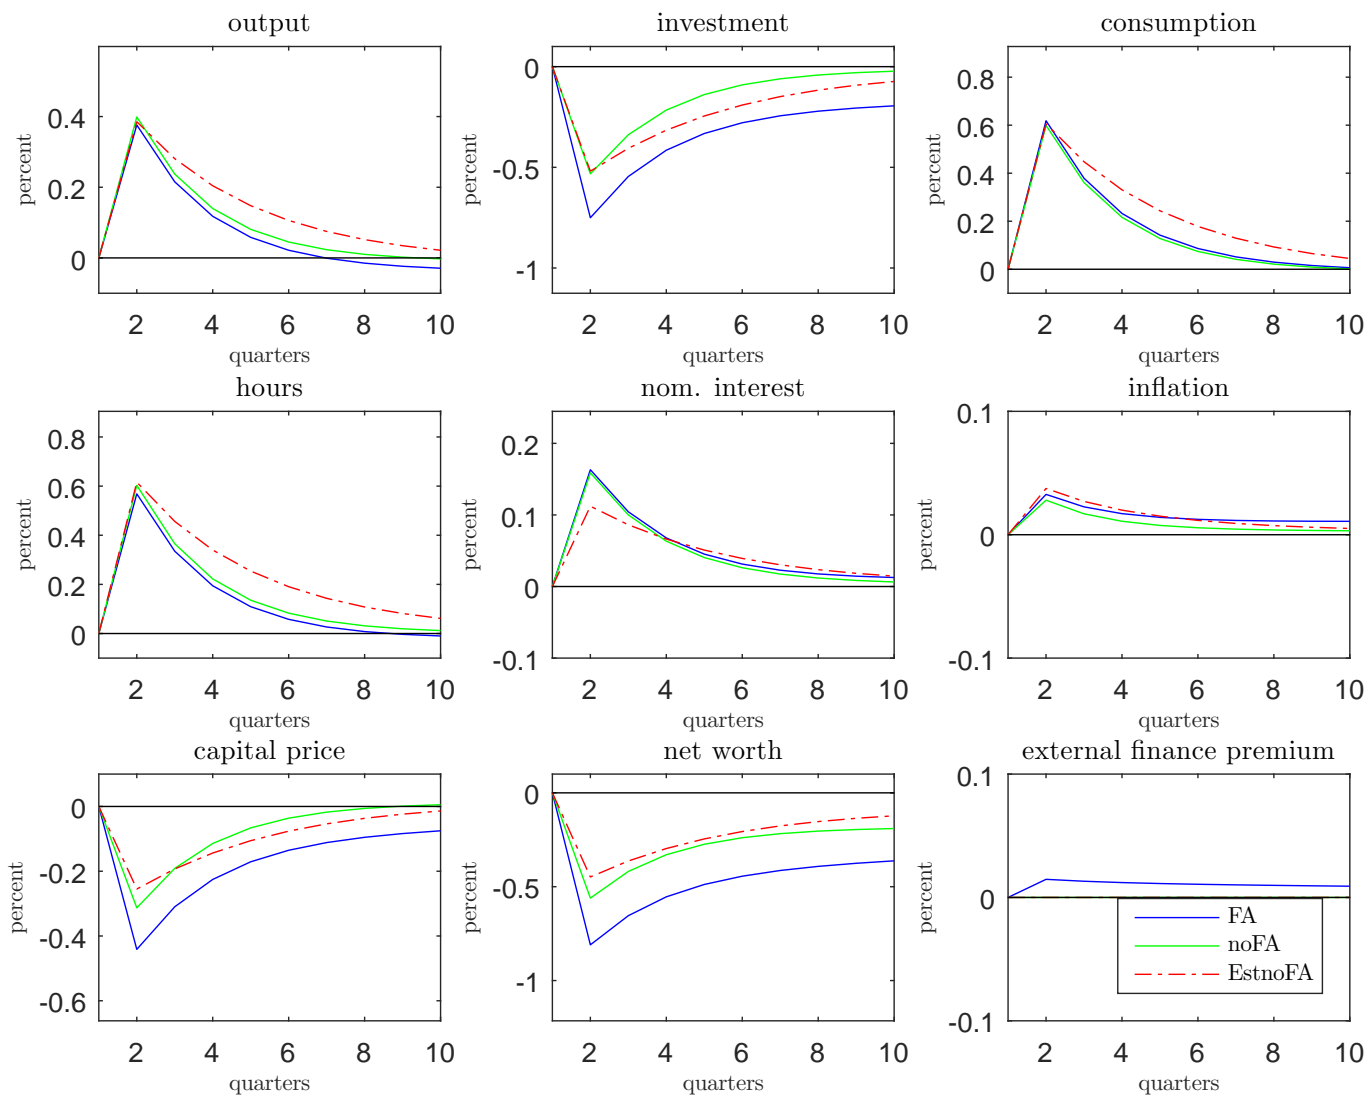 output
investment
consumption
percent
0.4
0.2
0
2
4
6
8
10
quarters
percent
0
-0.5
-1
2
4
6
8
10
quarters
percent
0.8
0.6
0.4
0.2
0
2
4
6
8
10
quarters
hours
nom. interest
inflation
percent
0.8
0.6
0.4
0.2
0
2
4
6
8
10
quarters
percent
0.2
0.1
0
-0.1
2
4
6
8
10
quarters
percent
0.1
0
-0.1
2
4
6
8
10
quarters
capital price
net worth
external finance premium
percent
0
-0.2
-0.4
-0.6
2
4
6
8
10
quarters
percent
0
-0.5
-1
2
4
6
8
10
quarters
percent
0.1
0
-0.1
FA
noFA
EstnoFA
2
4
6
8
10
quarters